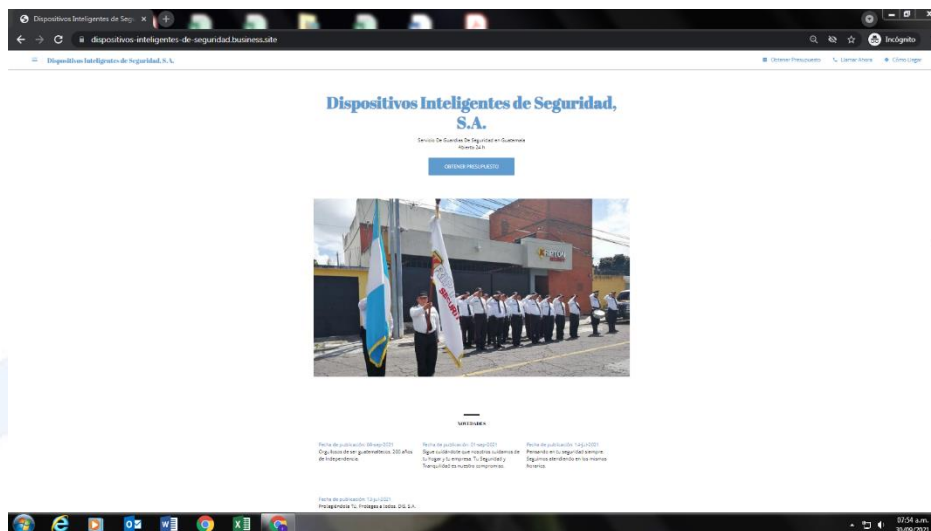 Dispositivos Inteligentes de Seg
dispositivos-inteligentes-de-seguridad.business.site
Incógnito
Dispositivos Inteligentes de Seguridad, S.A.
Obtener Presupuesto
Llamar Ahora
Cómo Llegar
Dispositivos Inteligentes de Seguridad,
S.A.
Servicio De Guardias De Seguridad en Guatemala
Abierto 24 h
OBTENER PRESUPUESTO
SECURITY
NOVEDADES
Fecha de publicación: 08-sep-2021
Orgullosos de ser guatemaltecos. 200 años
de Independencia.
Fecha de publicación: 01-sep-2021
Sigue cuidándote que nosotros cuidamos de
tu hogar y tu empresa. Tu Seguridad y
Tranquilidad es nuestro compromiso.
Fecha de publicación: 14-jul-2021
Pensando en tu seguridad siempre.
Seguimos atendiendo en los mismos
horarios.
Fecha de publicación: 12-jul-2021
Protegiéndote Tú, Proteges a todos. DIS, S.A.
07:54 a.m.
30/09/2021